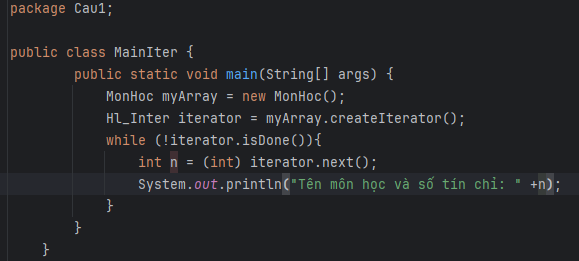 package Cau1;
public class MainIter {
public static void main(String[] args) {
MonHoc myArray = new MonHoc();
Hl_Inter iterator = myArray.createIterator();
while (!iterator.isDone()){
int n = (int) iterator.next();
System.out.println("Tên môn học và số tín chỉ: " +n);
}
}
}